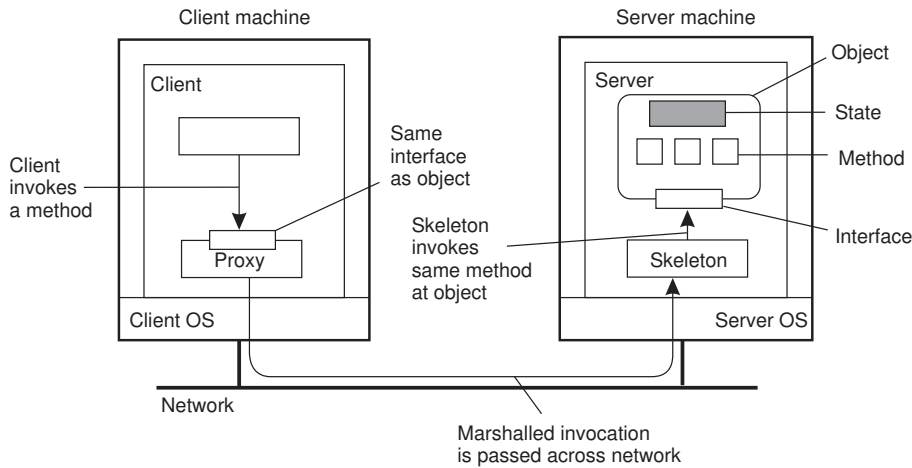 Client machine
Server machine
Object
Client
Server
State
Same
interface
as object
Client
invokes
a method
Method
Skeleton
invokes
same method
at object
Interface
Proxy
Skeleton
Client OS
Server OS
Network
Marshalled invocation
is passed across network